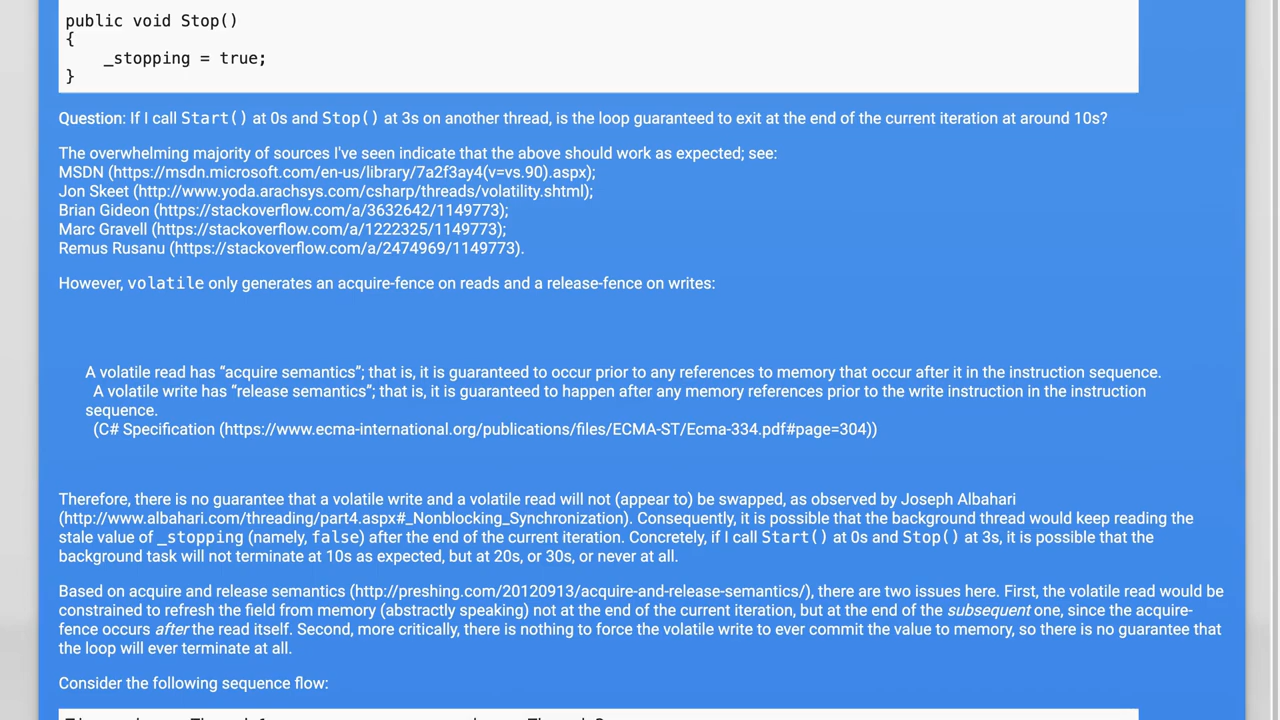 public void Stop()
{
    _stopping = true;
}
Question: If I call Start() at 0s and Stop() at 3s on another thread, is the loop guaranteed to exit at the end of the current iteration at around 10s?
The overwhelming majority of sources I've seen indicate that the above should work as expected; see:
MSDN (https://msdn.microsoft.com/en-us/library/7a2f3ay4(v=vs.90).aspx);
Jon Skeet (http://www.yoda.arachsys.com/csharp/threads/volatility.shtml);
Brian Gideon (https://stackoverflow.com/a/3632642/1149773);
Marc Gravell (https://stackoverflow.com/a/1222325/1149773);
Remus Rusanu (https://stackoverflow.com/a/2474969/1149773).
However, volatile only generates an acquire-fence on reads and a release-fence on writes:
A volatile read has “acquire semantics”; that is, it is guaranteed to occur prior to any references to memory that occur after it in the instruction sequence.
A volatile write has “release semantics”; that is, it is guaranteed to happen after any memory references prior to the write instruction in the instruction
sequence.
(C# Specification (https://www.ecma-international.org/publications/files/ECMA-ST/Ecma-334.pdf#page=304))
Therefore, there is no guarantee that a volatile write and a volatile read will not (appear to) be swapped, as observed by Joseph Albahari
(http://www.albahari.com/threading/part4.aspx#_Nonblocking_Synchronization). Consequently, it is possible that the background thread would keep reading the
stale value of _stopping (namely, false) after the end of the current iteration. Concretely, if I call Start() at 0s and Stop() at 3s, it is possible that the
background task will not terminate at 10s as expected, but at 20s, or 30s, or never at all.
Based on acquire and release semantics (http://preshing.com/20120913/acquire-and-release-semantics/), there are two issues here. First, the volatile read would be
constrained to refresh the field from memory (abstractly speaking) not at the end of the current iteration, but at the end of the subsequent one, since the acquire-
fence occurs after the read itself. Second, more critically, there is nothing to force the volatile write to ever commit the value to memory, so there is no guarantee that
the loop will ever terminate at all.
Consider the following sequence flow: